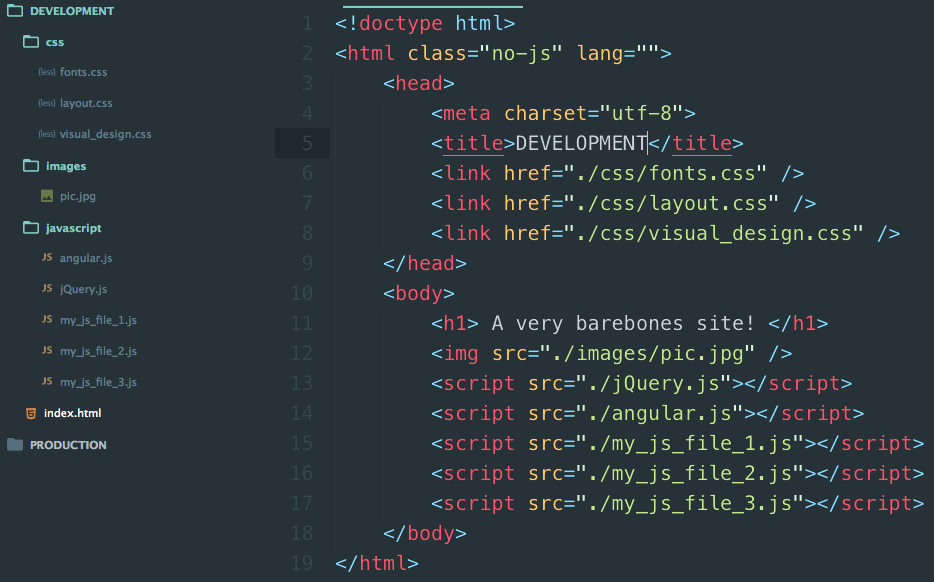 DEVELOPMENT
css
{less} fonts.css
{less} layout.css
{less} visual_design.css
images
pic.jpg
javascript
JS angular.js
JS jQuery.js
JS my_js_file_1.js
JS my_js_file_2.js
JS my_js_file_3.js
5 index.html
PRODUCTION
1 <!doctype html>
2 <html class="no-js" lang="">
3 <head>
4 <meta charset="utf-8">
5 <title>DEVELOPMENT</title>
6 <link href="./css/fonts.css" />
7 <link href="./css/layout.css" />
8 <link href="./css/visual_design.css" />
9 </head>
10 <body>
11 <h1> A very barebones site! </h1>
12 <img src="./images/pic.jpg" />
13 <script src="./jQuery.js"></script>
14 <script src="./angular.js"></script>
15 <script src="./my_js_file_1.js"></script>
16 <script src="./my_js_file_2.js"></script>
17 <script src="./my_js_file_3.js"></script>
18 </body>
19 </html>